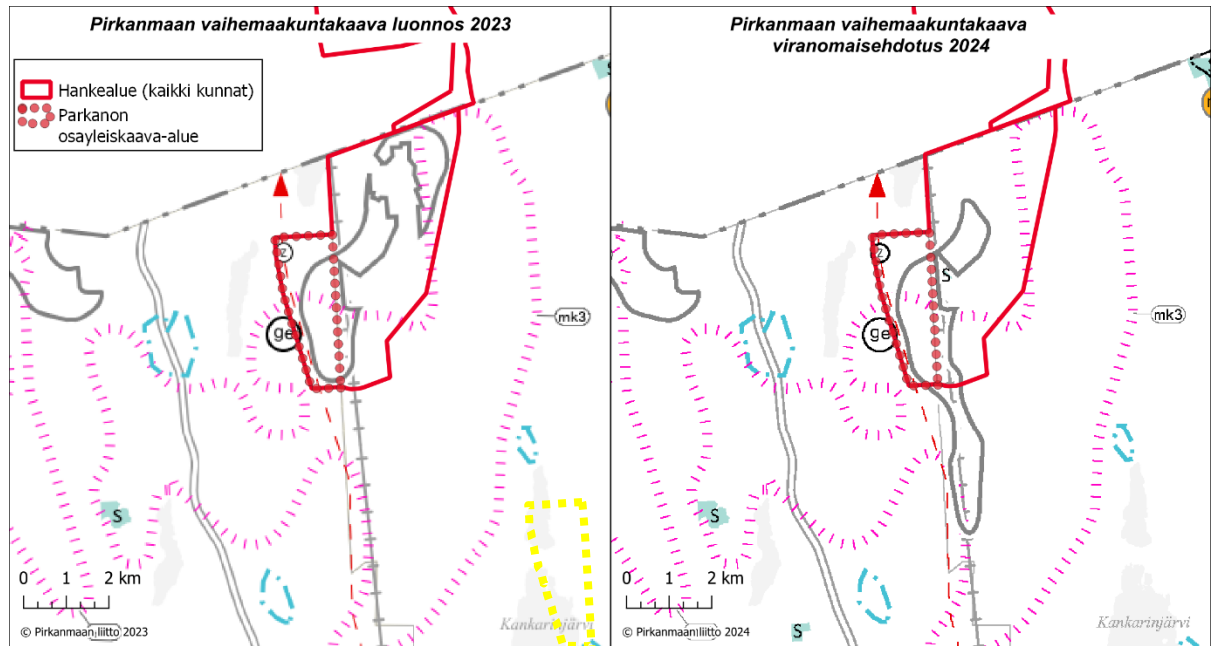 Pirkanmaan vaihemaakuntakaava luonnos 2023
Hankealue (kaikki kunnat)
Parkanon
osayleiskaava-alue
S
z
ge
mk3
S
0 1 2 km
© Pirkanmaan liitto 2023
Kankarinjärvi
Pirkanmaan vaihemaakuntakaava
viranomaisehdotus 2024
z
S
ge
mk3
S
0 1 2 km
© Pirkanmaan liitto 2024
S
Kankarinjärvi